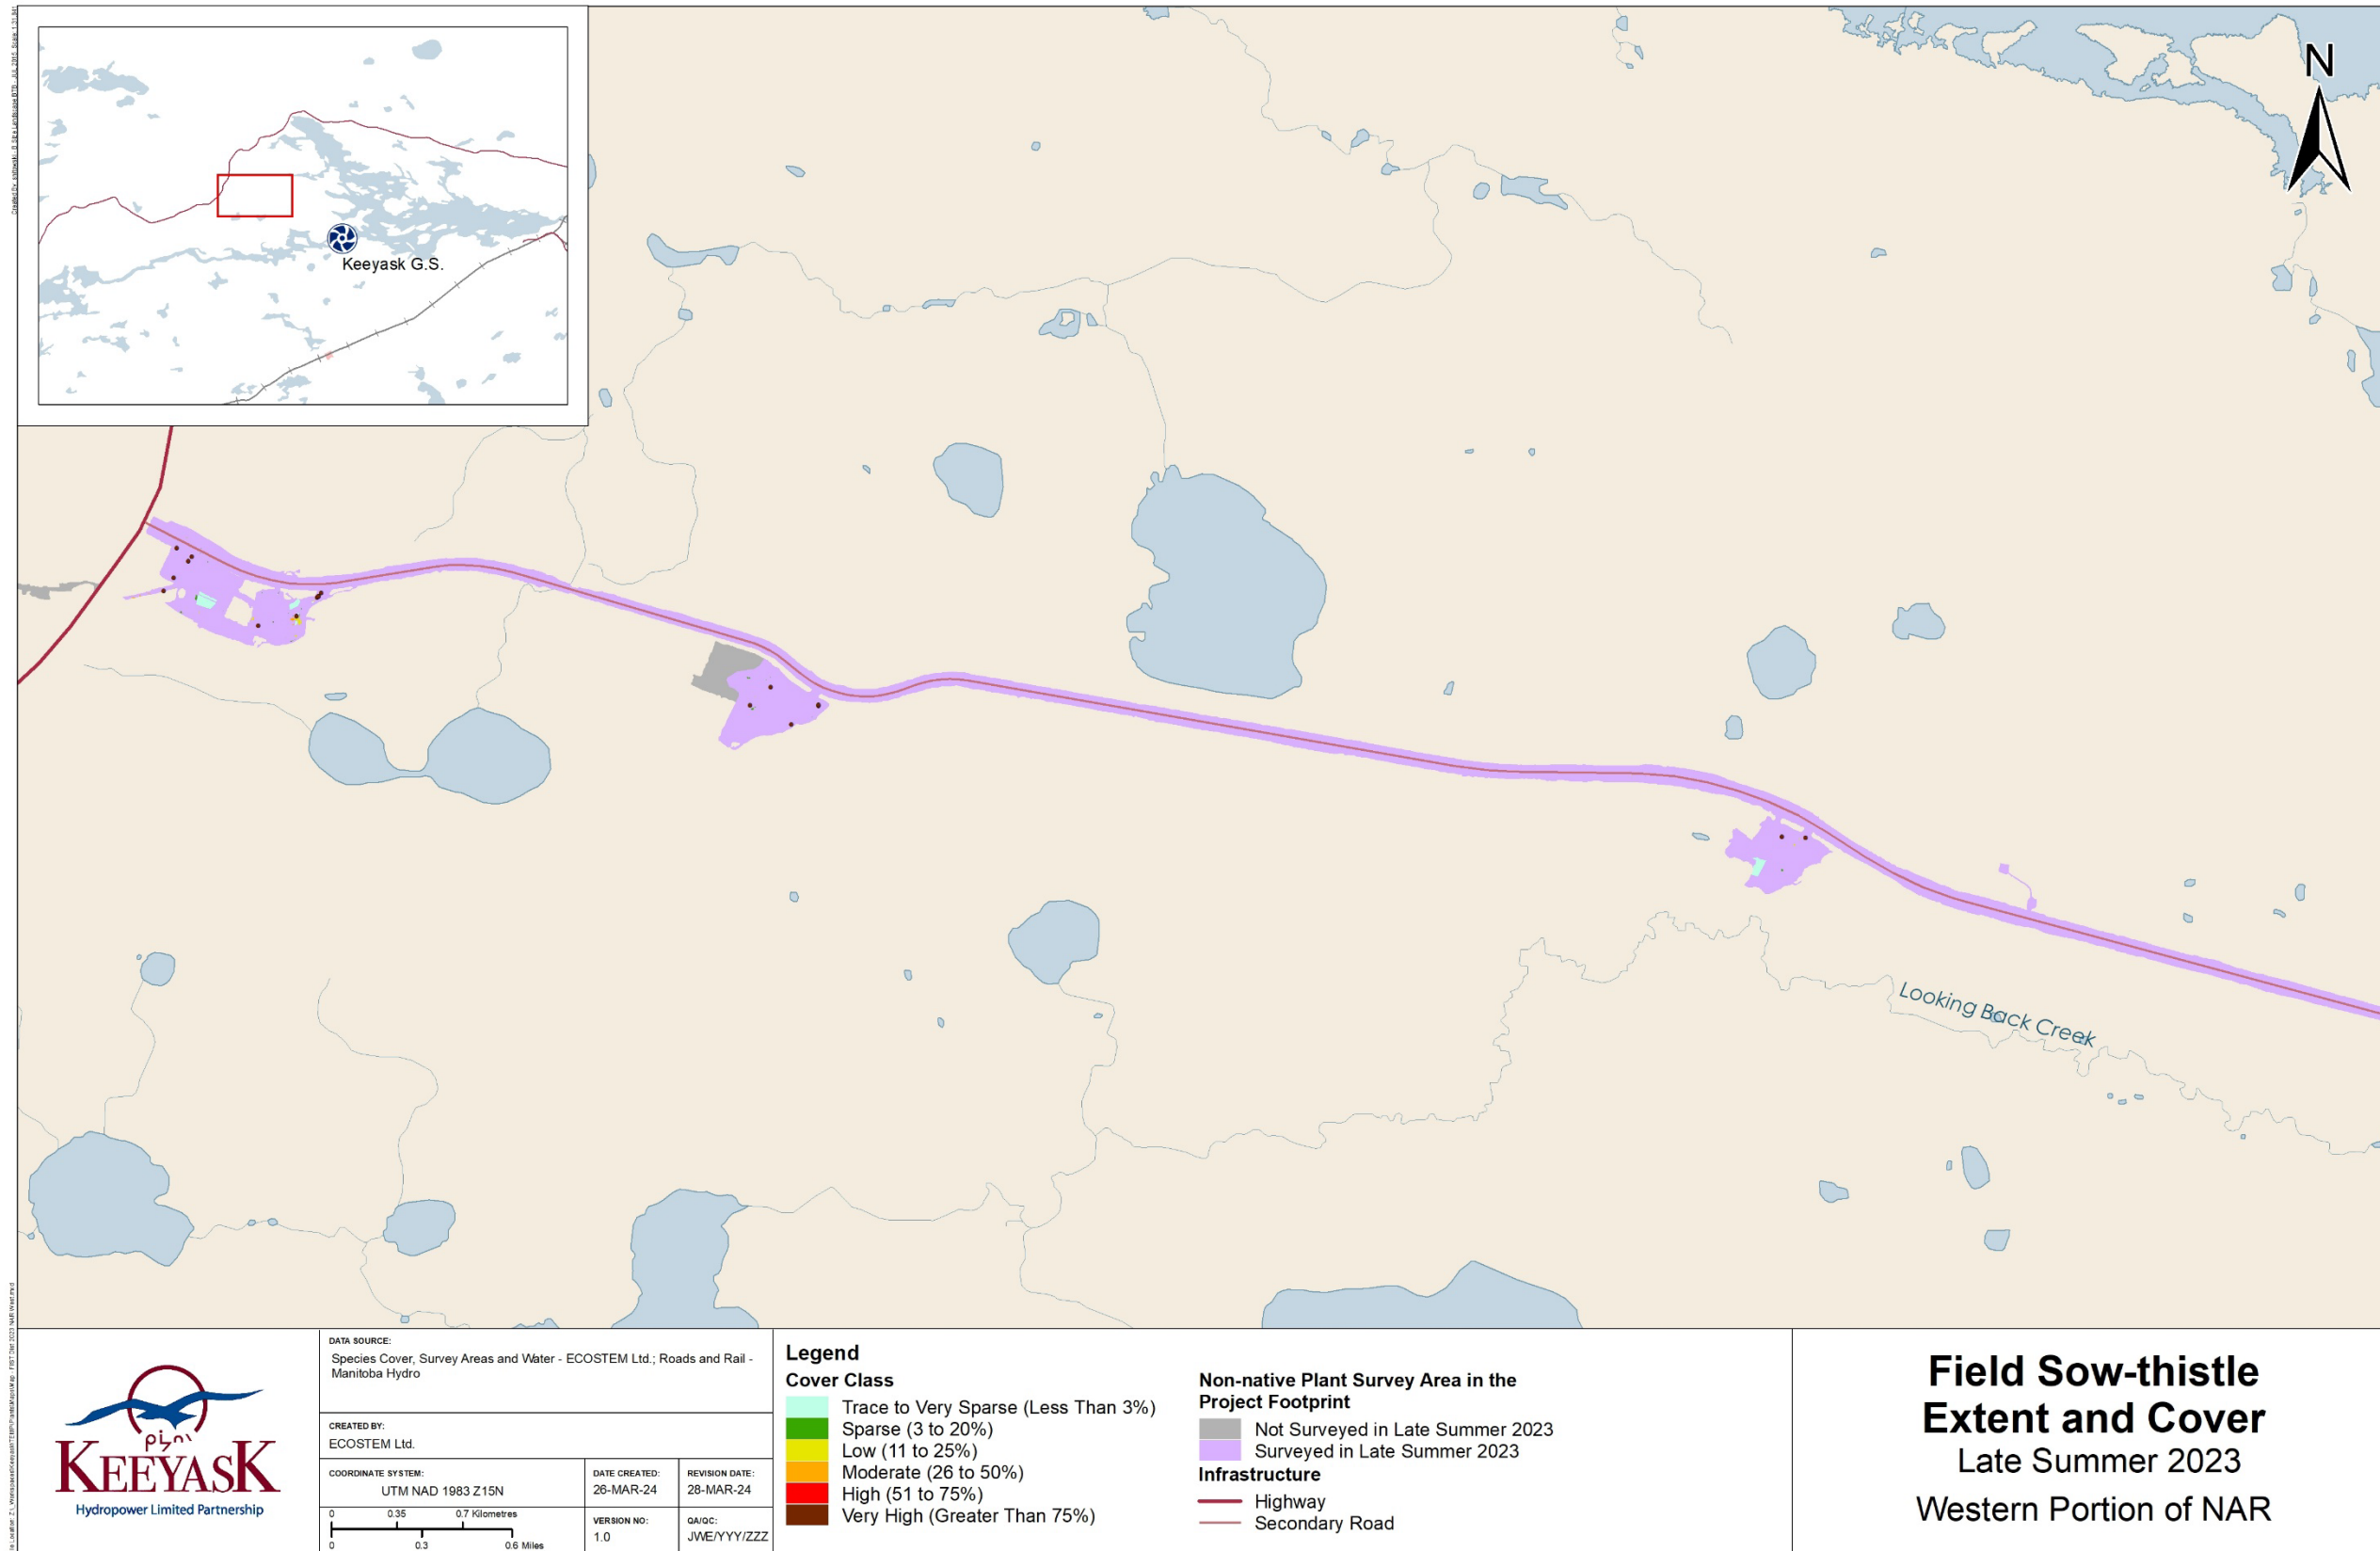 N
Keeyask G.S.
Looking Back Creek
KEEYASK
Hydropower Limited Partnership
DATA SOURCE:
Species Cover, Survey Areas and Water - ECOSTEM Ltd.; Roads and Rail -
Manitoba Hydro
CREATED BY:
ECOSTEM Ltd.
COORDINATE SYSTEM:
UTM NAD 1983 Z15N
DATE CREATED:
26-MAR-24
REVISION DATE:
28-MAR-24
0 0.35 0.7 Kilometres
0 0.3 0.6 Miles
VERSION NO:
1.0
QA/QC:
JWE/YYY/ZZZ
Legend
Cover Class
Trace to Very Sparse (Less Than 3%)
Sparse (3 to 20%)
Low (11 to 25%)
Moderate (26 to 50%)
High (51 to 75%)
Very High (Greater Than 75%)
Non-native Plant Survey Area in the
Project Footprint
Not Surveyed in Late Summer 2023
Surveyed in Late Summer 2023
Infrastructure
Highway
Secondary Road
Field Sow-thistle
Extent and Cover
Late Summer 2023
Western Portion of NAR